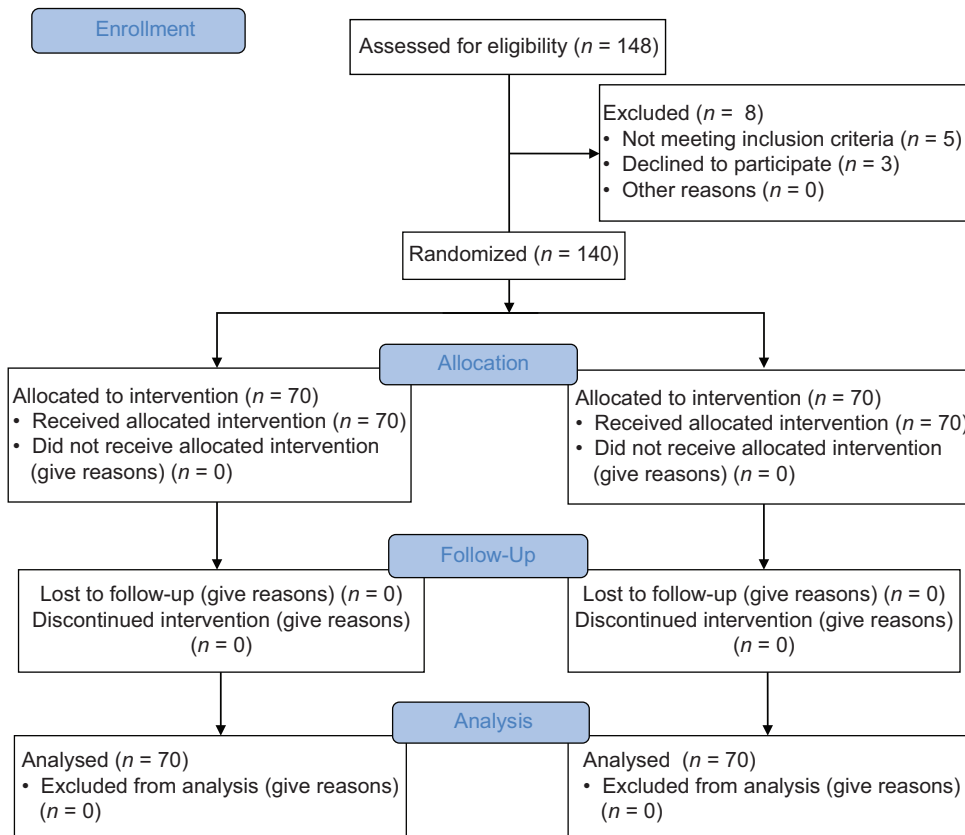 Enrollment
Assessed for eligibility (n = 148)
Excluded (n = 8)
• Not meeting inclusion criteria (n = 5)
• Declined to participate (n = 3)
• Other reasons (n = 0)
Randomized (n = 140)
Allocation
Allocated to intervention (n = 70)
• Received allocated intervention (n = 70)
• Did not receive allocated intervention
(give reasons) (n = 0)
Allocated to intervention (n = 70)
• Received allocated intervention (n = 70)
• Did not receive allocated intervention
(give reasons) (n = 0)
Follow-Up
Lost to follow-up (give reasons) (n = 0)
Discontinued intervention (give reasons)
(n = 0)
Lost to follow-up (give reasons) (n = 0)
Discontinued intervention (give reasons)
(n = 0)
Analysis
Analysed (n = 70)
• Excluded from analysis (give reasons)
(n = 0)
Analysed (n = 70)
• Excluded from analysis (give reasons)
(n = 0)